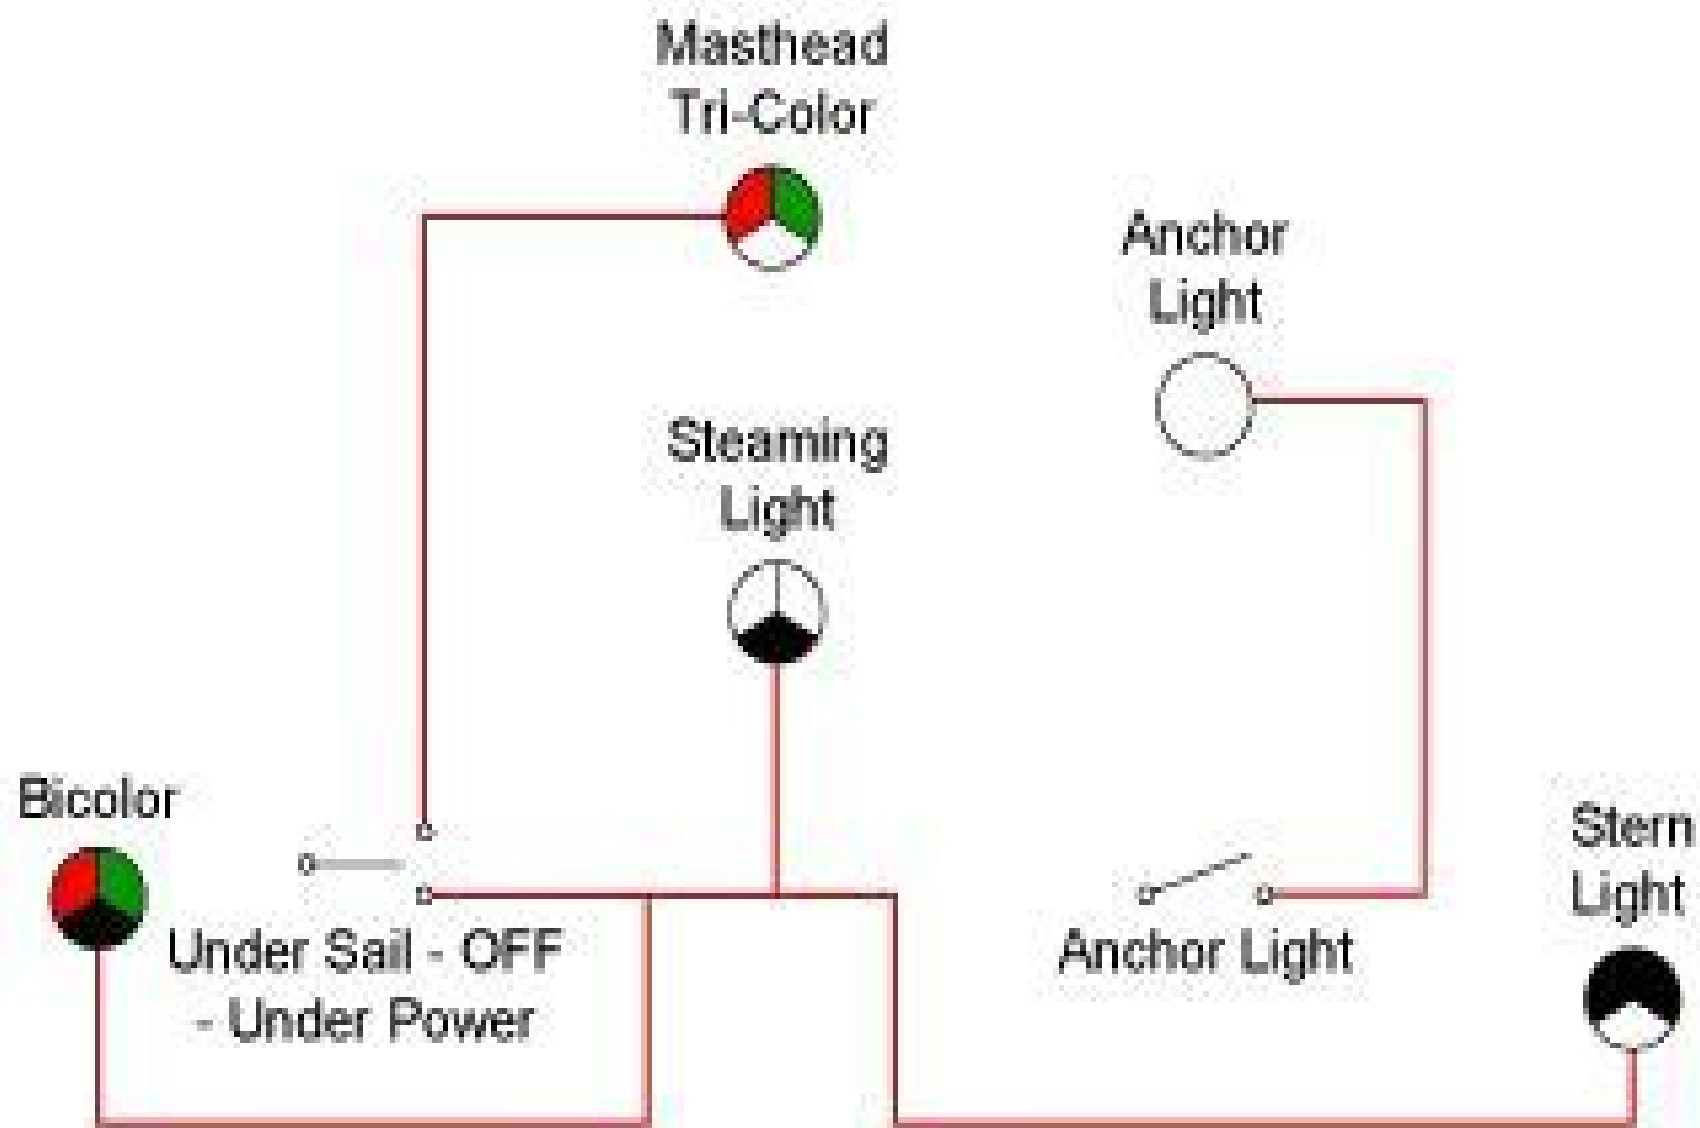 Masthead
Tri-Color
Anchor
Light
Steaming
Light
Bicolor
Stern
Light
Under Sail - OFF
- Under Power
Anchor Light